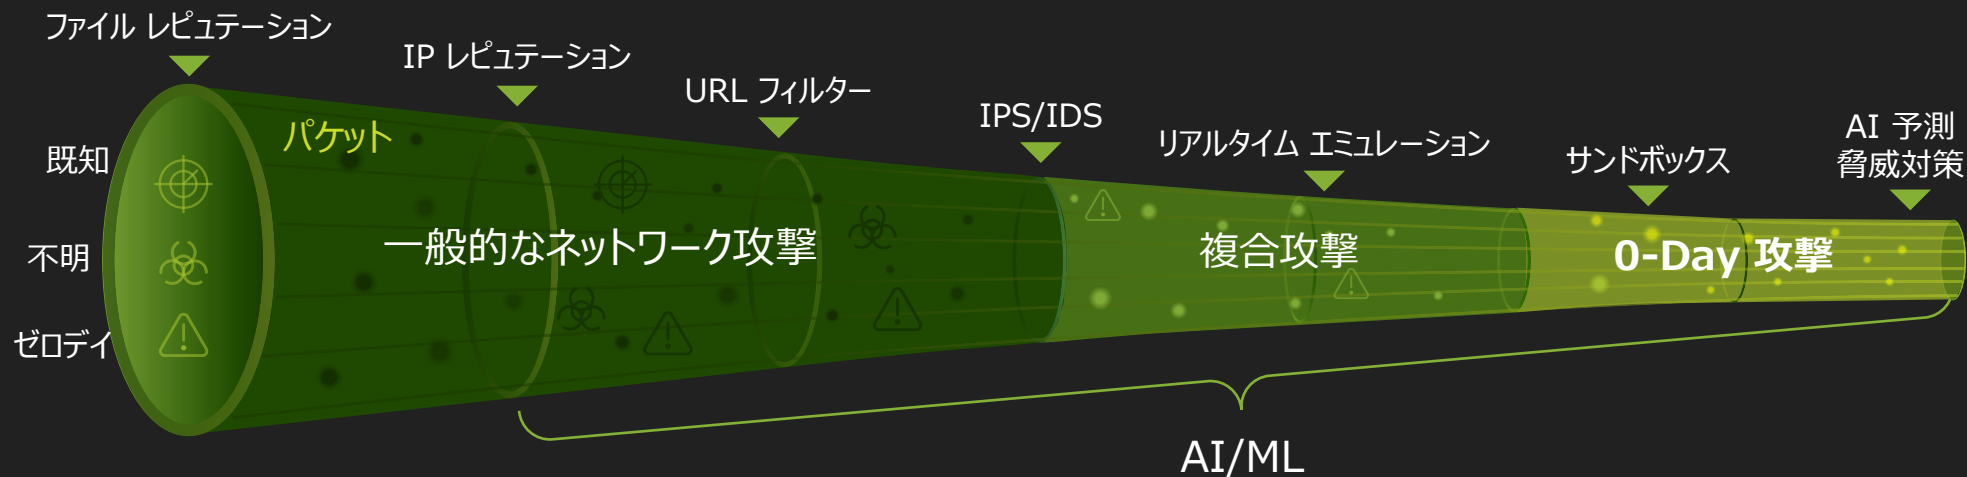 ファイル レピュテーション
IP レピュテーション
URL フィルター
IPS/IDS
リアルタイム エミュレーション
サンドボックス
AI 予測
脅威対策
既知
不明
ゼロデイ
パケット
一般的なネットワーク攻撃
複合攻撃
0-Day 攻撃
AI/ML